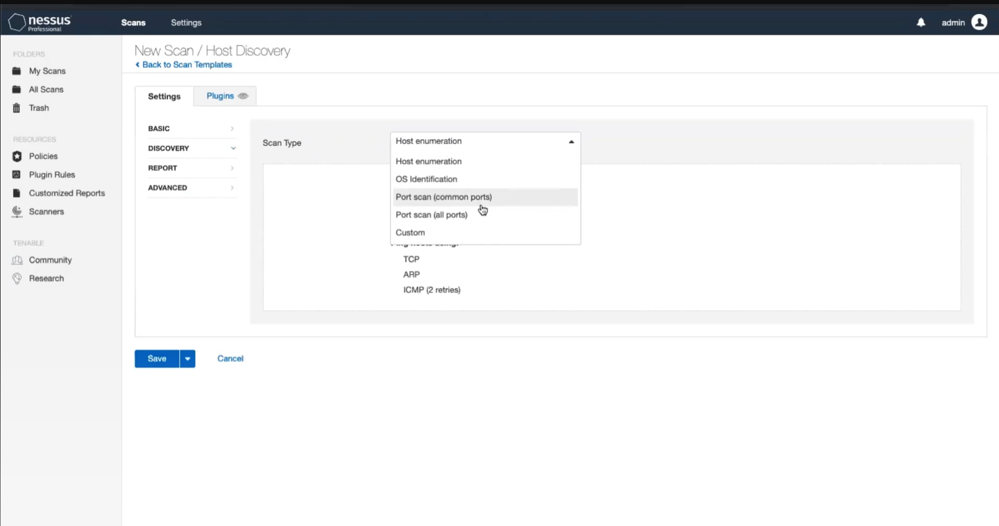 nessus
Professional
Scans
Settings
admin
FOLDERS
My Scans
All Scans
Trash
RESOURCES
Policies
Plugin Rules
Customized Reports
Scanners
TENABLE
Community
Research
New Scan / Host Discovery
Back to Scan Templates
Settings
Plugins
BASIC
DISCOVERY
REPORT
ADVANCED
Scan Type
Host enumeration
Host enumeration
OS Identification
Port scan (common ports)
Port scan (all ports)
Custom
TCP
ARP
ICMP (2 retries)
Save
Cancel